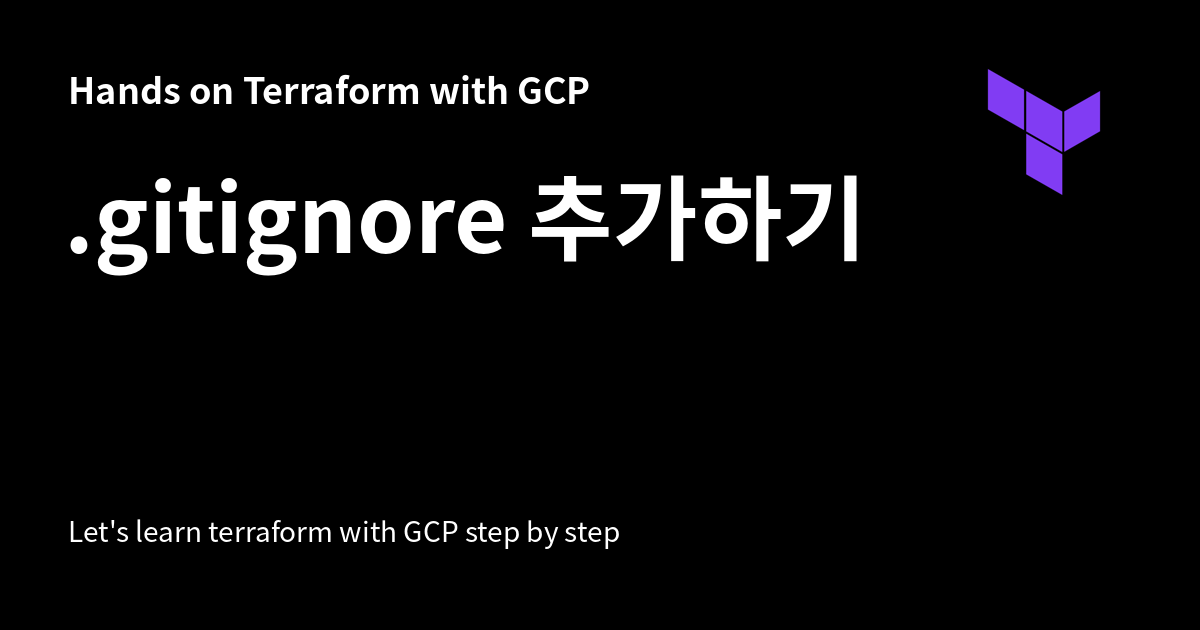 Hands on Terraform with GCP
.gitignore 추가하기
Let's learn terraform with GCP step by step